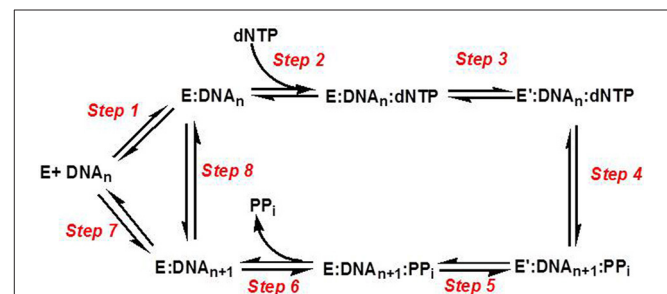 dNTP
Step 2
Step 3
E:DNAn
E:DNAn:dNTP
E':DNAn:dNTP
Step 1
E+ DNAn
Step 8
Step 4
PPi
Step 7
E:DNAn+1
E:DNAn+1:PPi
E':DNAn+1:PPi
Step 6
Step 5